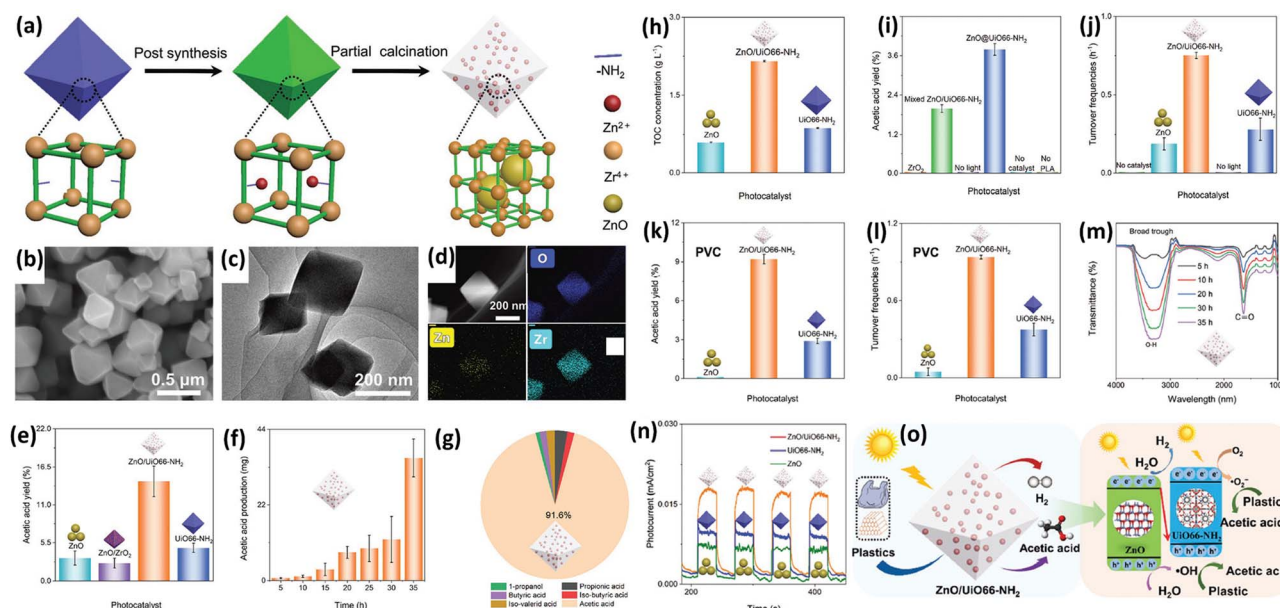 (a)
Post synthesis
Partial calcination
-NH2
Zn2+
Zr4+
ZnO
(b)
0.5 μm
(c)
200 nm
(d)
200 nm
O
Zn
Zr
(e)
Acetic acid yield (%)
22.0
16.5
11.0
5.5
0.0
ZnO
ZnO/ZrO2
ZnO/UiO66-NH2
UiO66-NH2
Photocatalyst
(f)
Acetic acid production (mg)
44
22
0
5 10 15 20 25 30 35
Time (h)
(g)
91.6%
1-propanol
Propionic acid
Butyric acid
Iso-butyric acid
Iso-valerid acid
Acetic acid
(h)
TOC concentration (g L-1)
3.0
2.5
2.0
1.5
1.0
0.5
0.0
ZnO
ZnO/UiO66-NH2
UiO66-NH2
Photocatalyst
(i)
Acetic acid yield (%)
5
4
3
2
1
0
ZrO2
Mixed ZnO/UiO66-NH2
No light
ZnO@UiO66-NH2
No catalyst
No PLA
Photocatalyst
(j)
Turnover frequencies (h-1)
1.00
0.75
0.50
0.25
0.00
No catalyst
ZnO
ZnO/UiO66-NH2
No light
UiO66-NH2
Photocatalyst
(k)
PVC
Acetic acid yield (%)
12
9
6
3
0
ZnO
ZnO/UiO66-NH2
UiO66-NH2
Photocatalyst
(l)
PVC
Turnover frequencies (h-1)
ZnO
ZnO/UiO66-NH2
UiO66-NH2
Photocatalyst
(m)
Broad trough
Transmittance (%)
5 h
10 h
20 h
30 h
35 h
C=O
O-H
4000 3000 2000
Wavelength (nm)
(n)
Photocurrent (mA/cm2)
0.030
0.015
0.000
ZnO/UiO66-NH2
UiO66-NH2
ZnO
200 300 400
(o)
Plastics
H2
Acetic acid
ZnO/UiO66-NH2
H2
H2O
H2O
O2
•O2-
Plastic
Acetic acid
e- e- e- e-
ZnO
UiO66-NH2
h+ h+ h+ h+
•OH
H2O
Acetic ac
Plastic